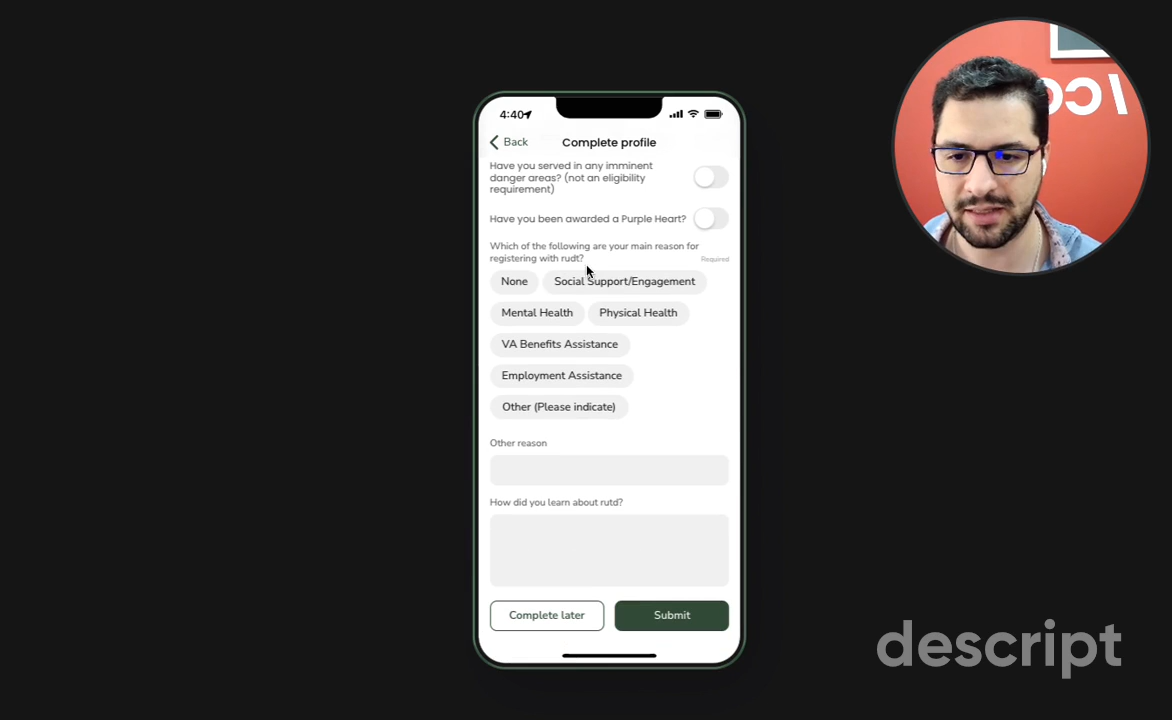 4:40
Back
Complete profile
Have you served in any imminent
danger areas? (not an eligibility
requirement)
Have you been awarded a Purple Heart?
Which of the following are your main reason for
registering with rudt?
Required
None
Social Support/Engagement
Mental Health
Physical Health
VA Benefits Assistance
Employment Assistance
Other (Please indicate)
Other reason
How did you learn about rutd?
Complete later
Submit
descript